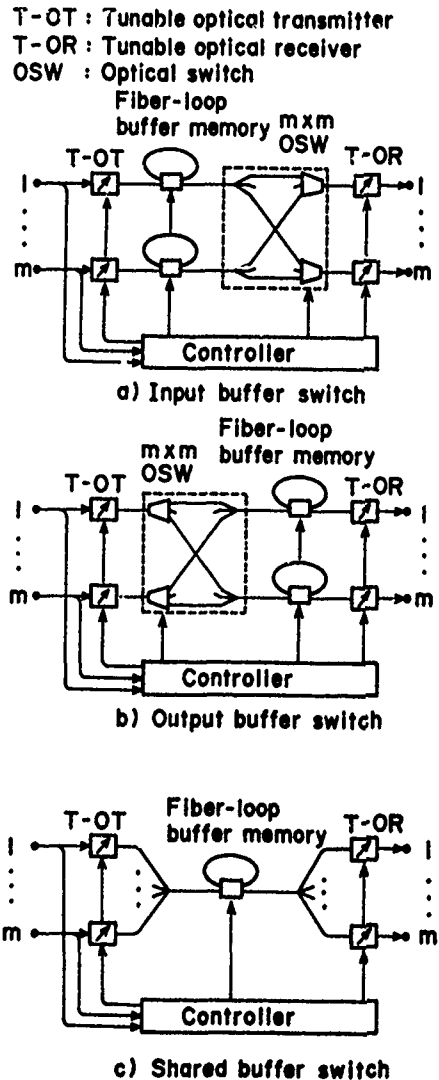 T-OT : Tunable optical transmitter
T-OR : Tunable optical receiver
OSW : Optical switch
Fiber-loop
buffer memory
m×m
OSW
T-OT
T-OR
1
1
m
m
Controller
a) Input buffer switch
Fiber-loop
buffer memory
m×m
OSW
T-OT
T-OR
1
1
m
m
Controller
b) Output buffer switch
Fiber-loop
buffer memory
T-OT
T-OR
1
1
m
m
Controller
c) Shared buffer switch